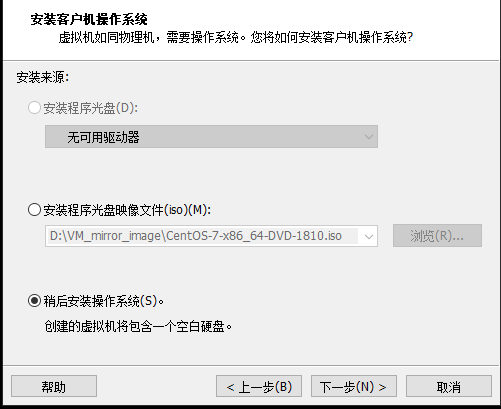 安装客户机操作系统
虚拟机如同物理机，需要操作系统。您将如何安装客户机操作系统?
安装来源:
安装程序光盘(D):
无可用驱动器
安装程序光盘映像文件(iso)(M):
D:\VM_mirror_image\CentOS-7-x86_64-DVD-1810.iso
浏览(R)...
稍后安装操作系统(S)。
创建的虚拟机将包含一个空白硬盘。
帮助
< 上一步(B)
下一步(N) >
取消